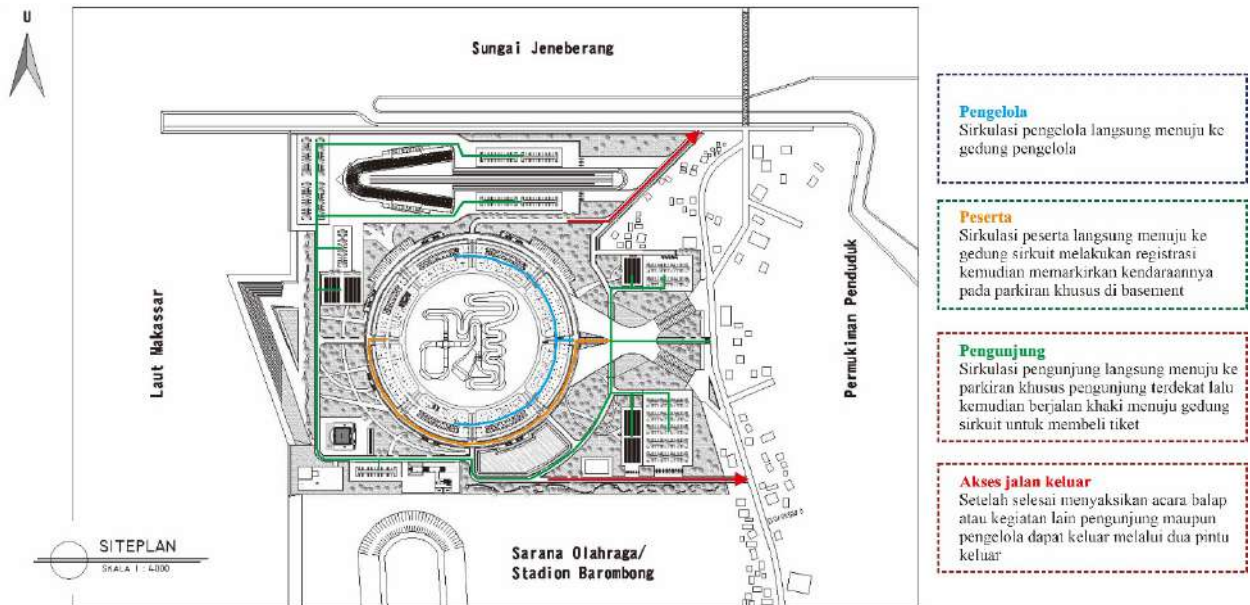 U
Sungai Jeneberang
Laut Makassar
Permukiman Penduduk
Sarana Olahraga/
Stadion Barombong
SITEPLAN
SKALA 1 : 4000
Pengelola
Sirkulasi pengelola langsung menuju ke
gedung pengelola
Peserta
Sirkulasi peserta langsung menuju ke
gedung sirkuit melakukan registrasi
kemudian memarkirkan kendaraannya
pada parkiran khusus di basement
Pengunjung
Sirkulasi pengunjung langsung menuju ke
parkiran khusus pengunjung terdekat lalu
kemudian berjalan khaki menuju gedung
sirkuit untuk membeli tiket
Akses jalan keluar
Setelah selesai menyaksikan acara balap
atau kegiatan lain pengunjung maupun
pengelola dapat keluar melalui dua pintu
keluar